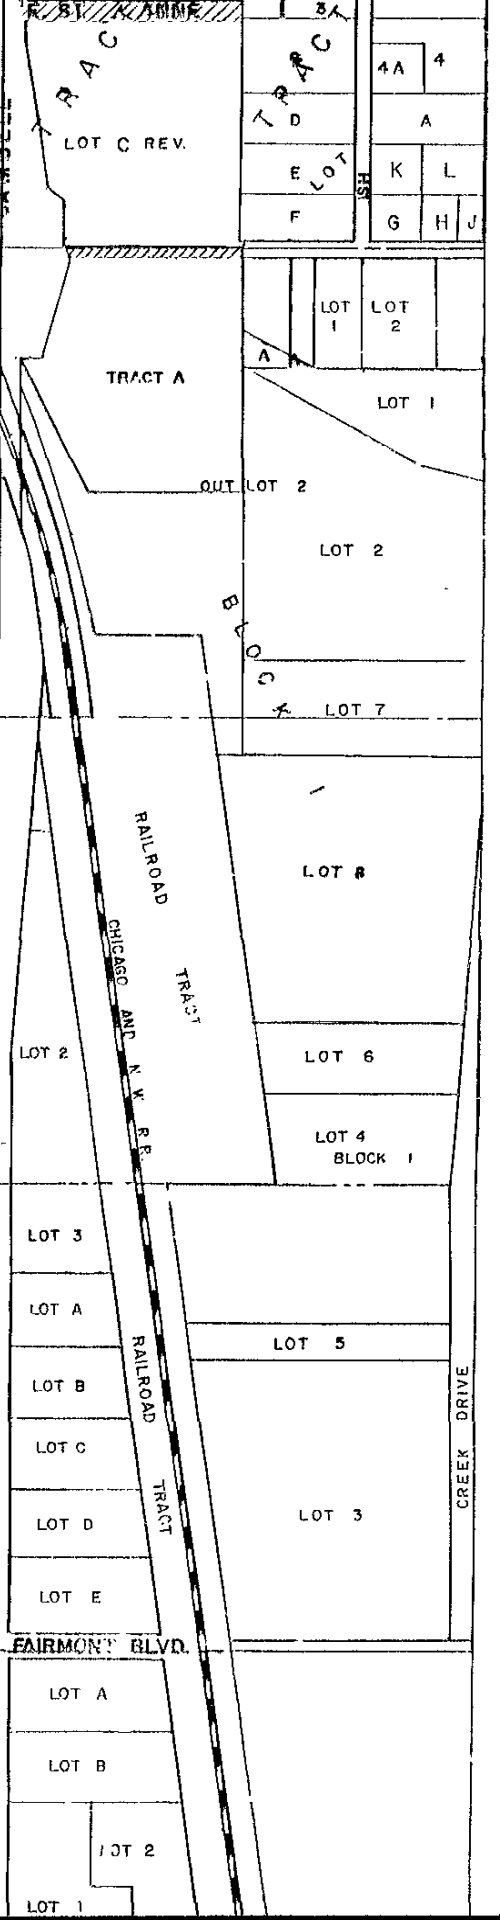 E. ST. ANNE
3
TRACT
TRACT
4A
4
LOT C REV.
D
A
E
LOT
K
L
F
G
H
J
LOT 1
LOT 2
A
A
TRACT A
LOT 1
OUT LOT 2
LOT 2
BLOCK 1
LOT 7
RAILROAD TRACT
LOT 8
CHICAGO AND N W R.R.
LOT 2
LOT 6
LOT 4
BLOCK 1
LOT 3
LOT A
RAILROAD TRACT
LOT 5
LOT B
CREEK DRIVE
LOT C
LOT 3
LOT D
LOT E
FAIRMONT BLVD.
LOT A
LOT B
LOT 2
LOT 1